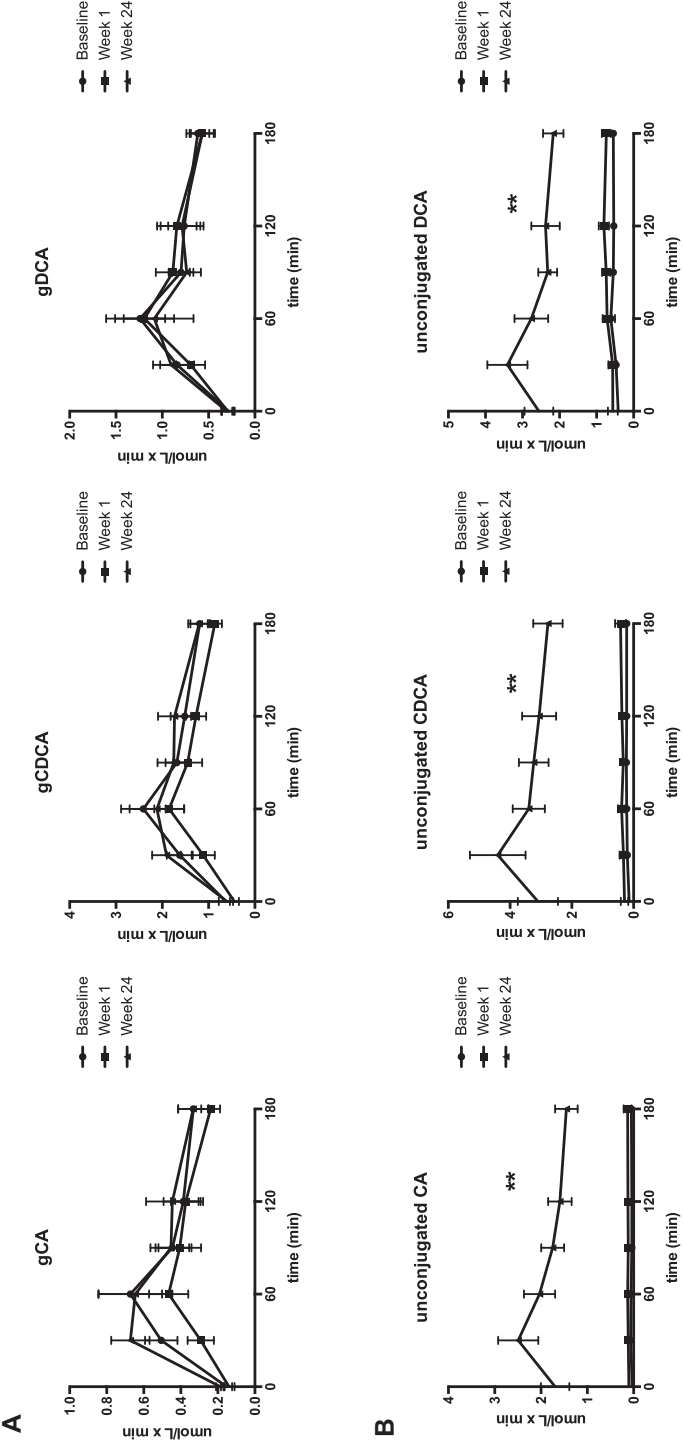 A
gCA
umol/L x min
1.0
0.8
0.6
0.4
0.2
0.0
0
60
120
180
time (min)
Baseline
Week 1
Week 24
gCDCA
umol/L x min
4
3
2
1
0
0
60
120
180
time (min)
Baseline
Week 1
Week 24
gDCA
umol/L x min
2.0
1.5
1.0
0.5
0.0
0
60
120
180
time (min)
Baseline
Week 1
Week 24
B
unconjugated CA
umol/L x min
4
3
2
1
0
0
60
120
180
time (min)
**
Baseline
Week 1
Week 24
unconjugated CDCA
umol/L x min
6
4
2
0
0
60
120
180
time (min)
**
Baseline
Week 1
Week 24
unconjugated DCA
umol/L x min
5
4
3
2
1
0
0
60
120
180
time (min)
**
Baseline
Week 1
Week 24